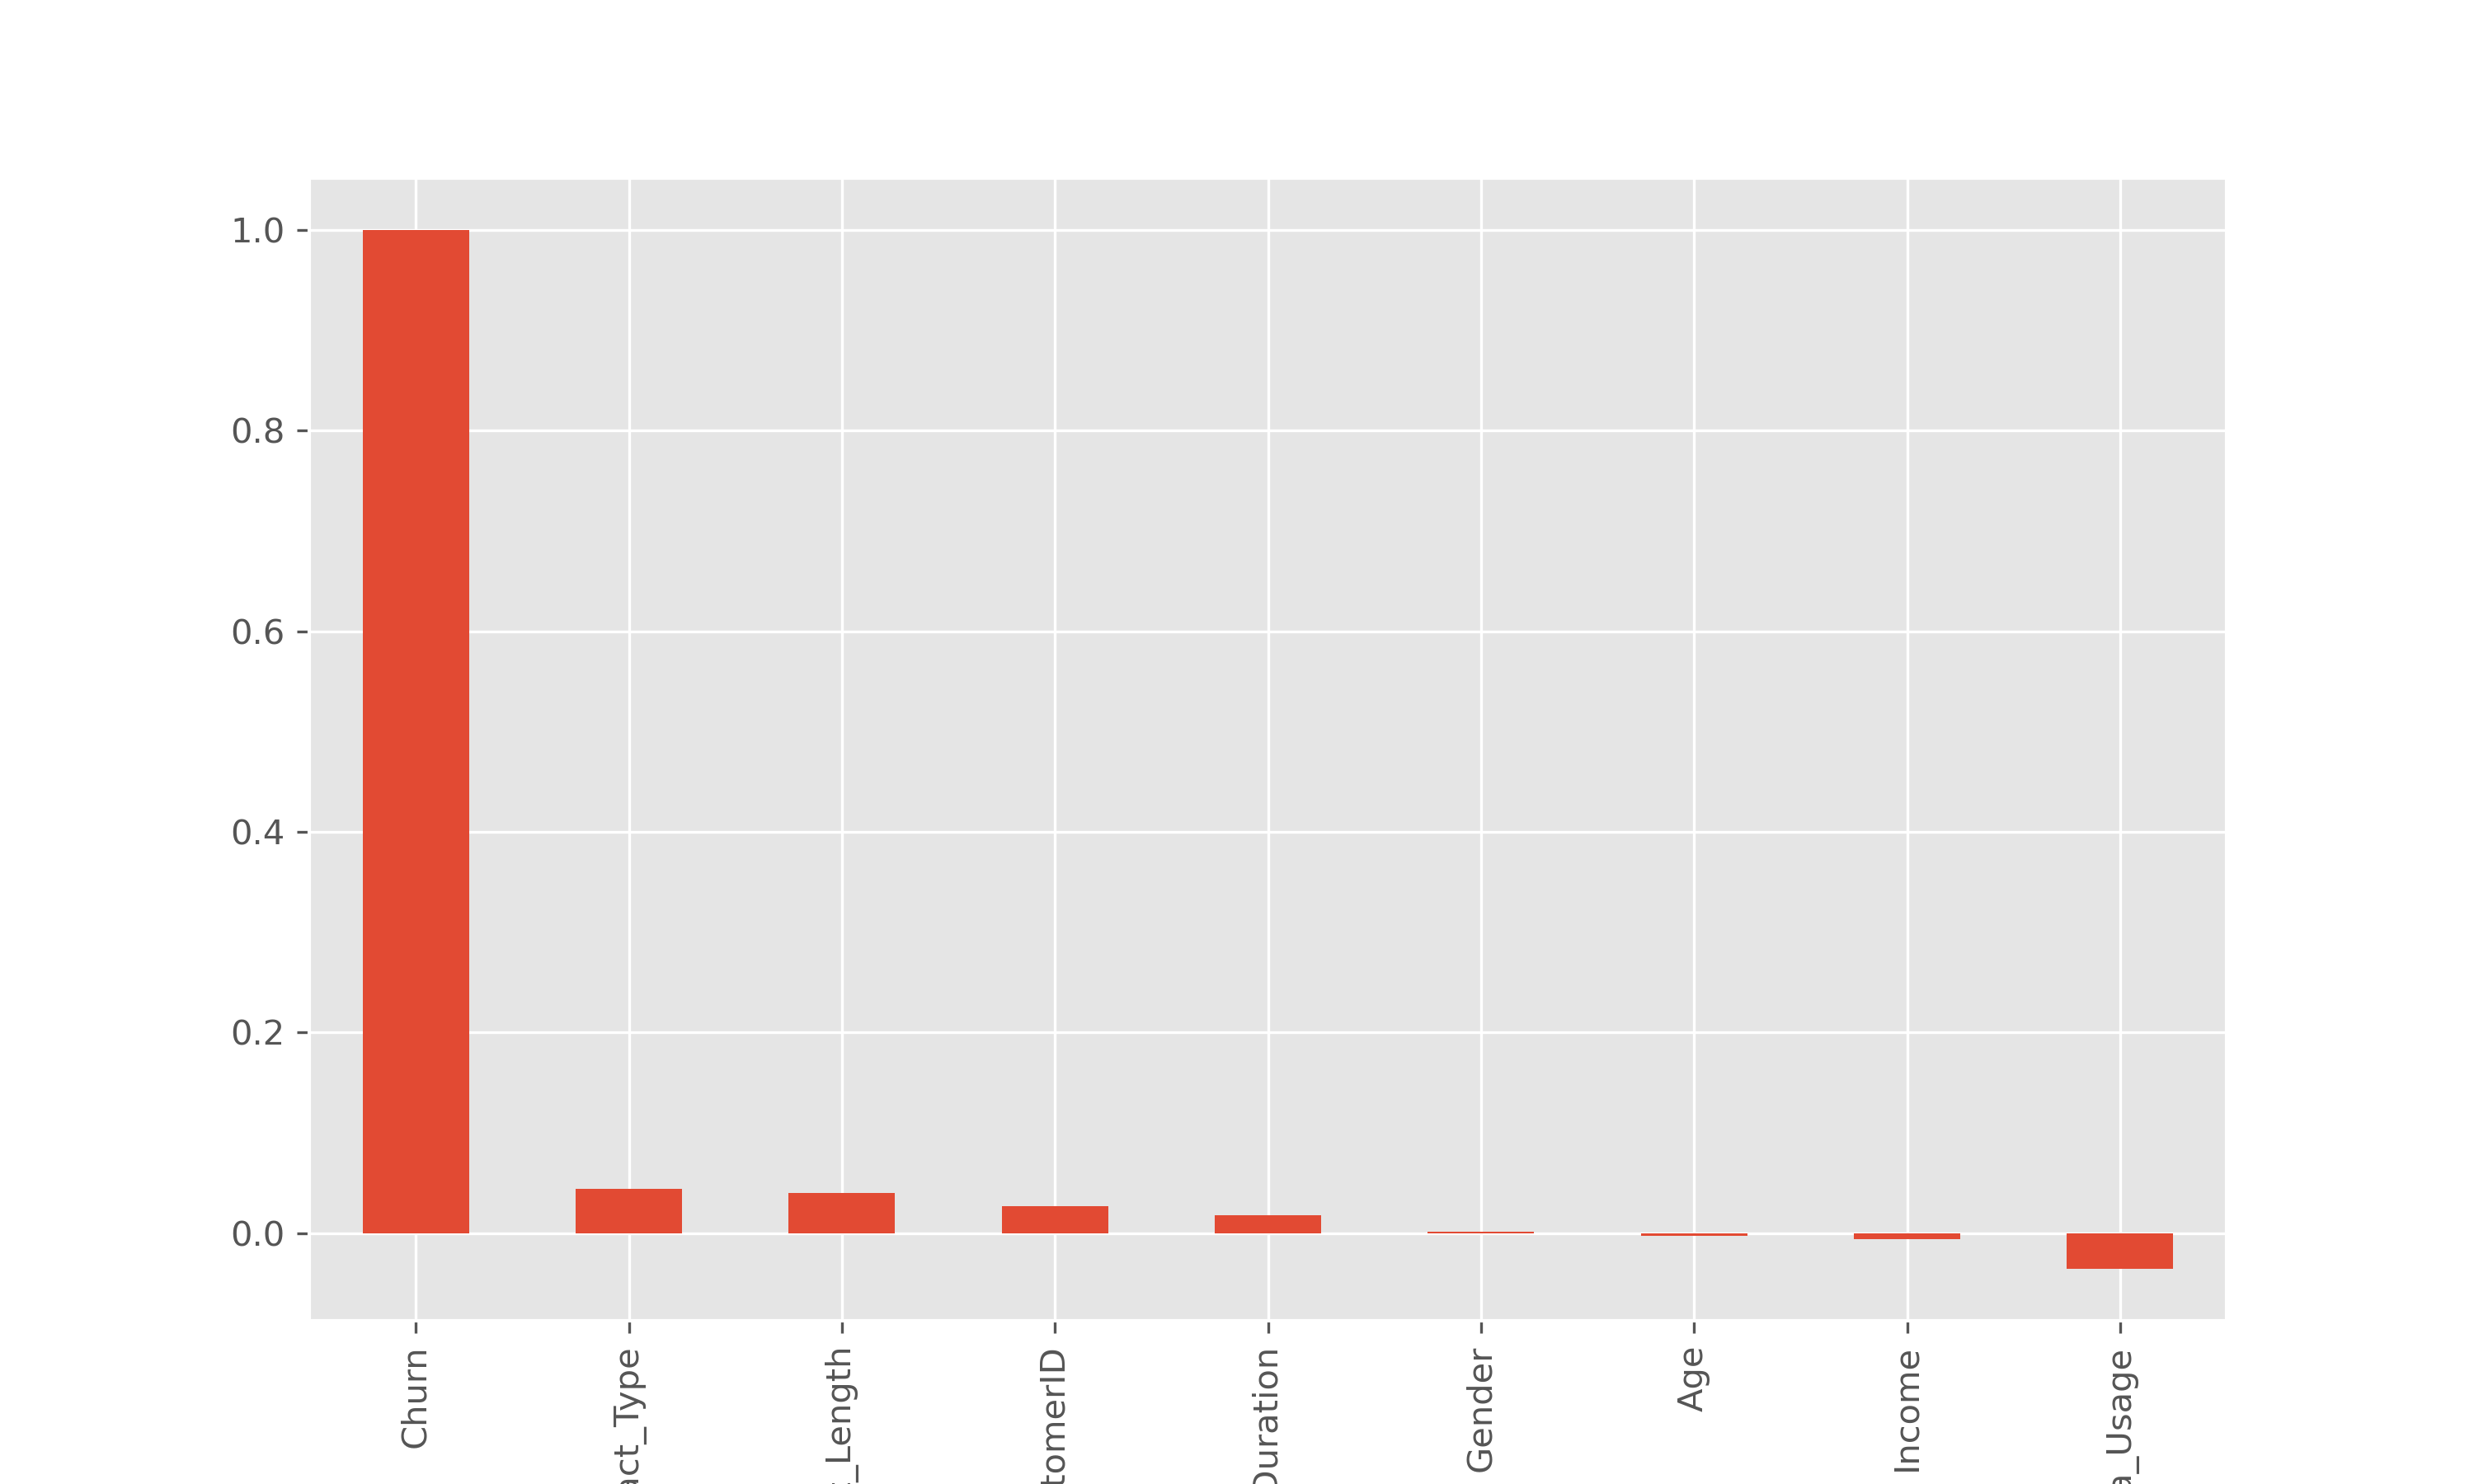 1.0
0.8
0.6
0.4
0.2
0.0
Churn
act_Type
_Length
tomerID
Duration
Gender
Age
Income
a_Usage